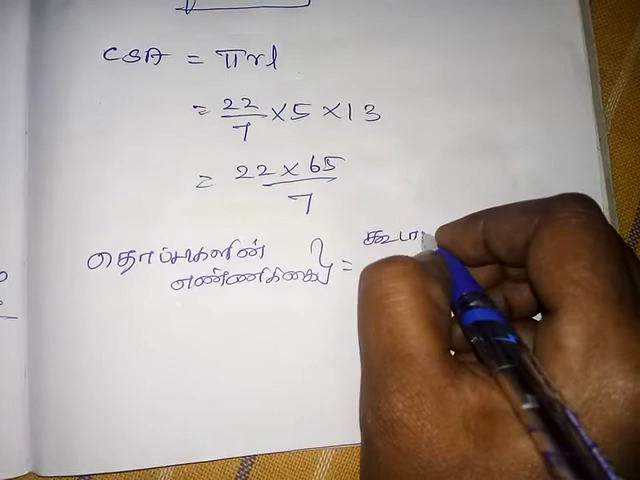 CSA = πrl
= 22/7 × 5 × 13
= 22 × 65/7
தொப்பிகளின்
எண்ணிக்கை } = கூடா